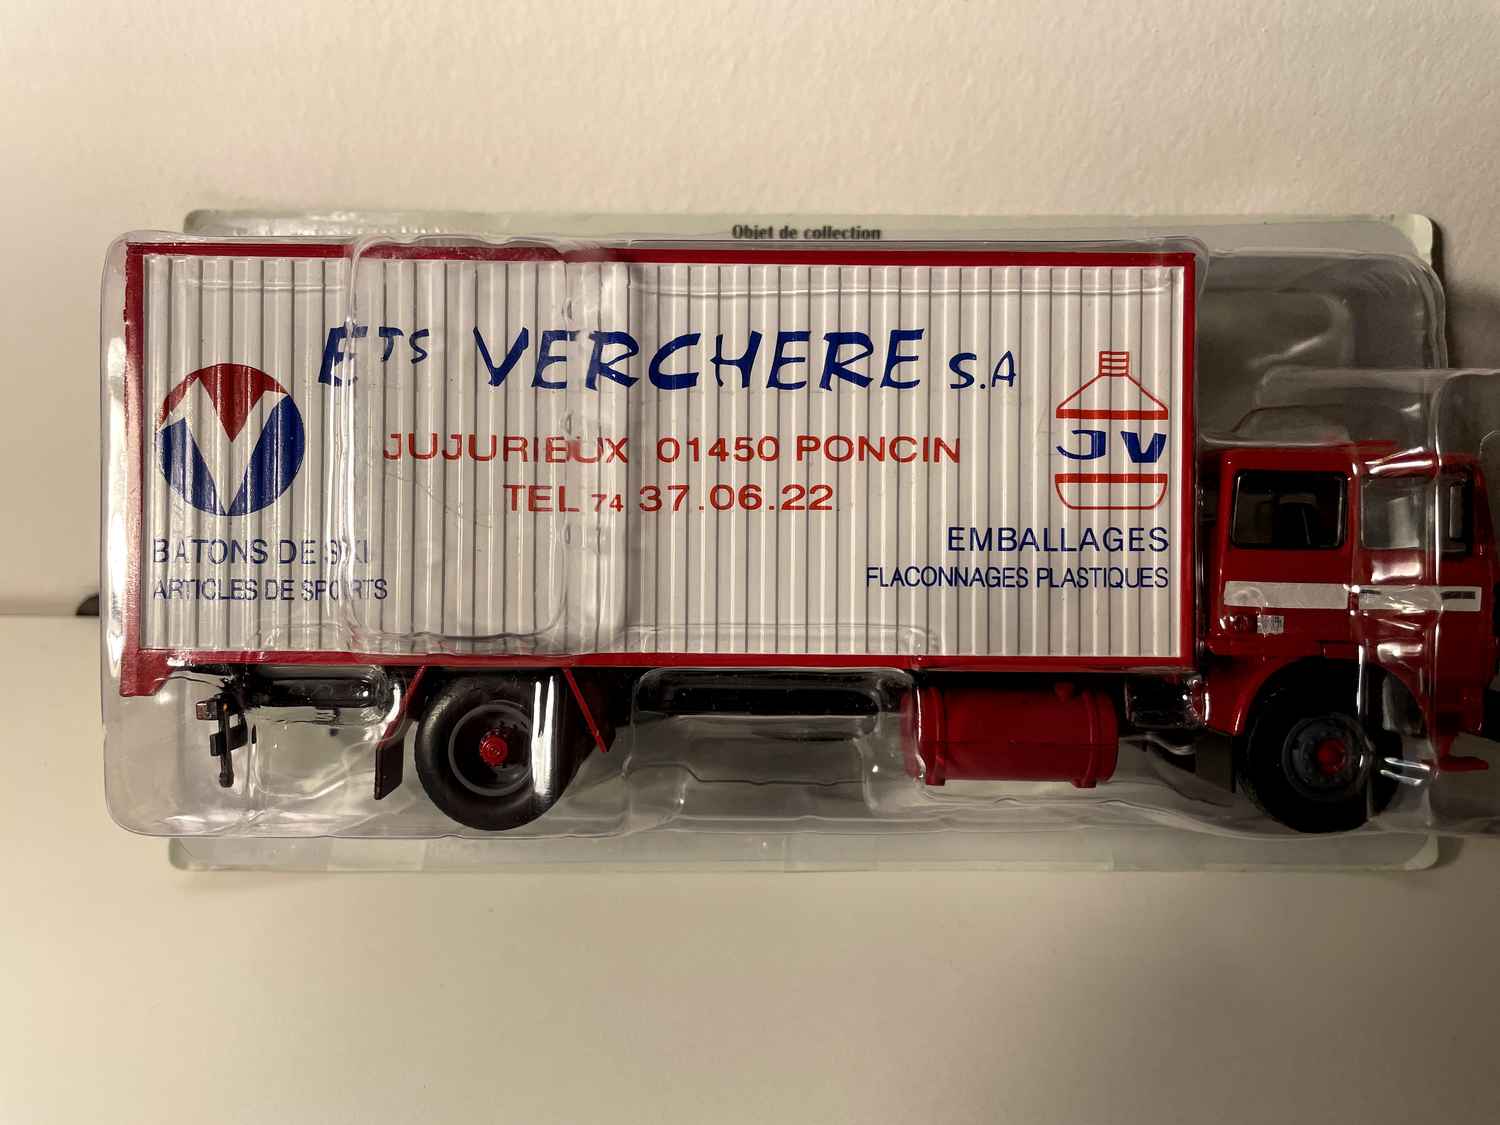 Objet de collection
ETS VERCHERE S.A
JUJURIEUX 01450 PONCIN
TEL 74 37.06.22
JV
BATONS DE SKI
ARTICLES DE SPORTS
EMBALLAGES
FLACONNAGES PLASTIQUES